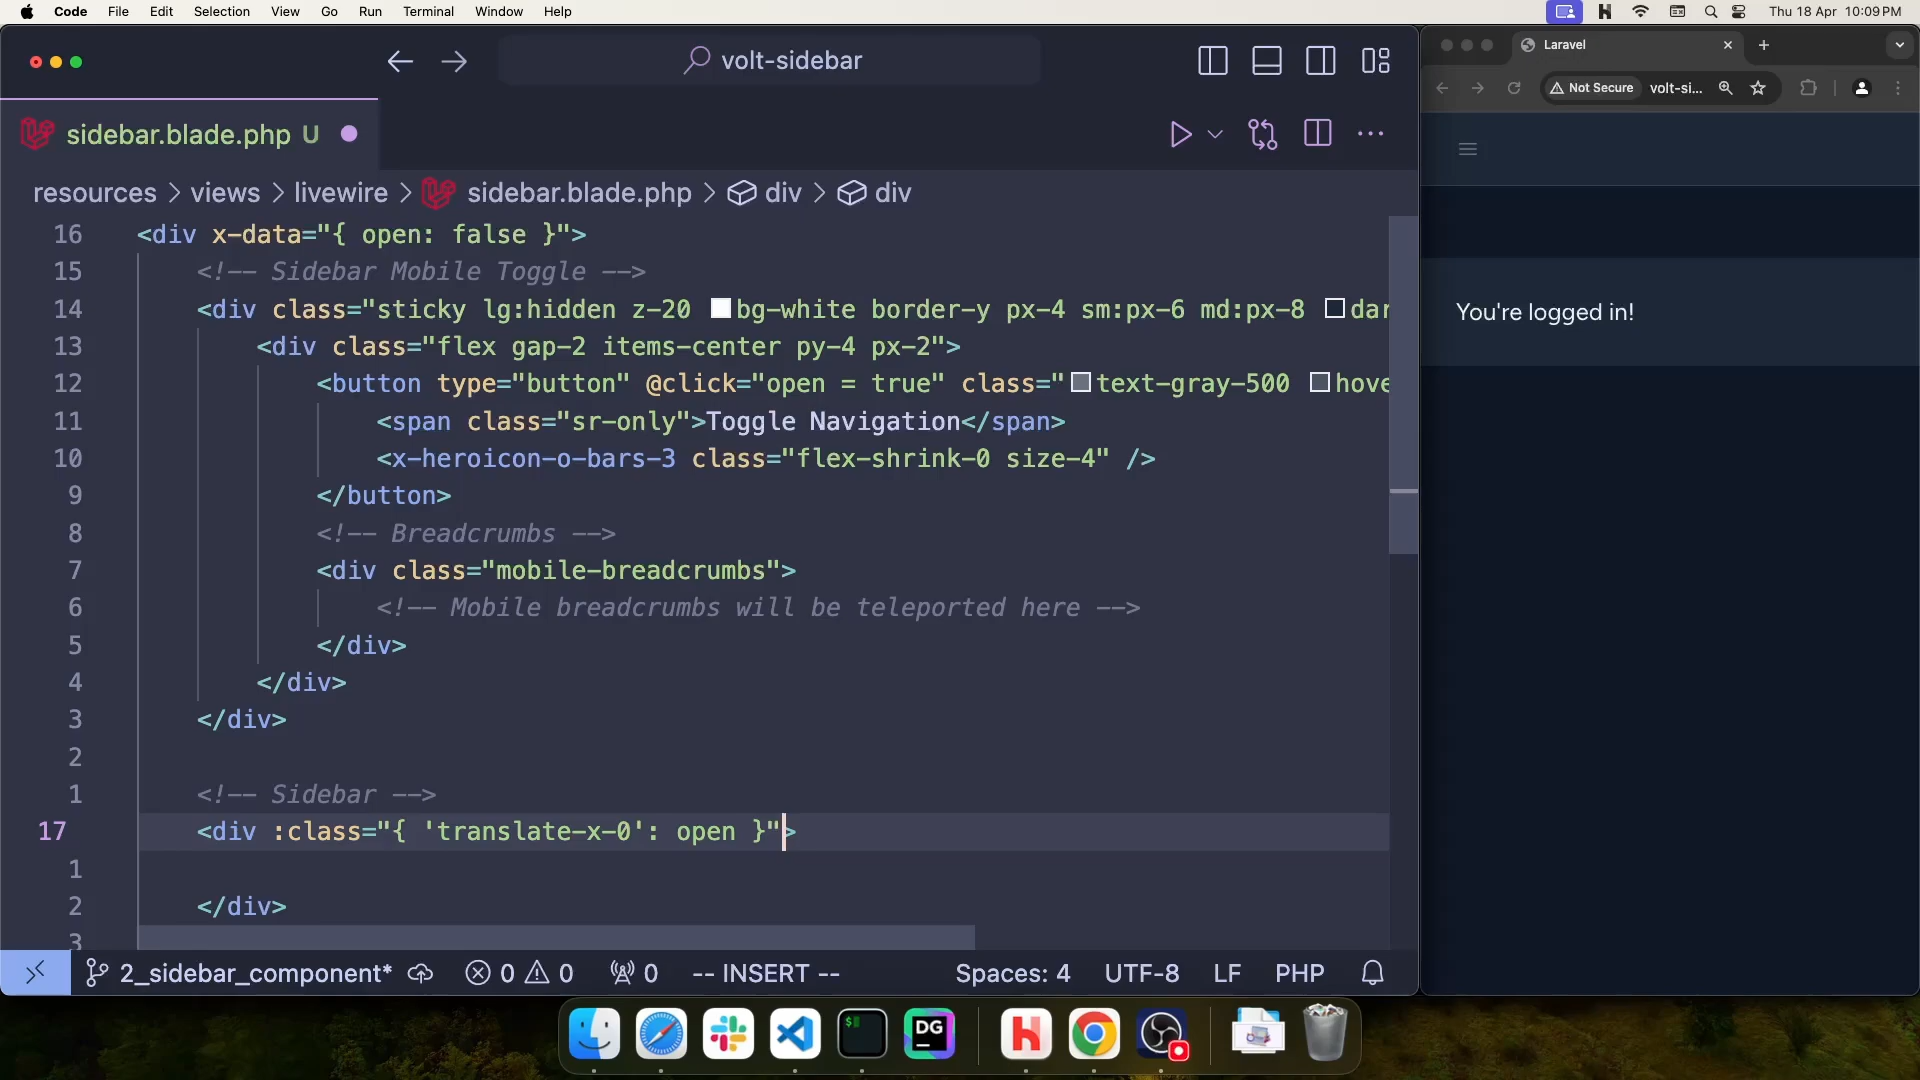 Code File Edit Selection View Go Run Terminal Window Help Thu 18 Apr 10:09 PM
volt-sidebar
sidebar.blade.php U
resources > views > livewire > sidebar.blade.php > div > div
16 <div x-data="{ open: false }">
15 <!-- Sidebar Mobile Toggle -->
14 <div class="sticky lg:hidden z-20 bg-white border-y px-4 sm:px-6 md:px-8 dar
13 <div class="flex gap-2 items-center py-4 px-2">
12 <button type="button" @click="open = true" class="text-gray-500 hove
11 <span class="sr-only">Toggle Navigation</span>
10 <x-heroicon-o-bars-3 class="flex-shrink-0 size-4" />
9 </button>
8 <!-- Breadcrumbs -->
7 <div class="mobile-breadcrumbs">
6 <!-- Mobile breadcrumbs will be teleported here -->
5 </div>
4 </div>
3 </div>
2
1 <!-- Sidebar -->
17 <div :class="{ 'translate-x-0': open }">
1
2 </div>
3
2_sidebar_component* 0 0 0 -- INSERT -- Spaces: 4 UTF-8 LF PHP
Laravel
Not Secure volt-si...
You're logged in!
DG